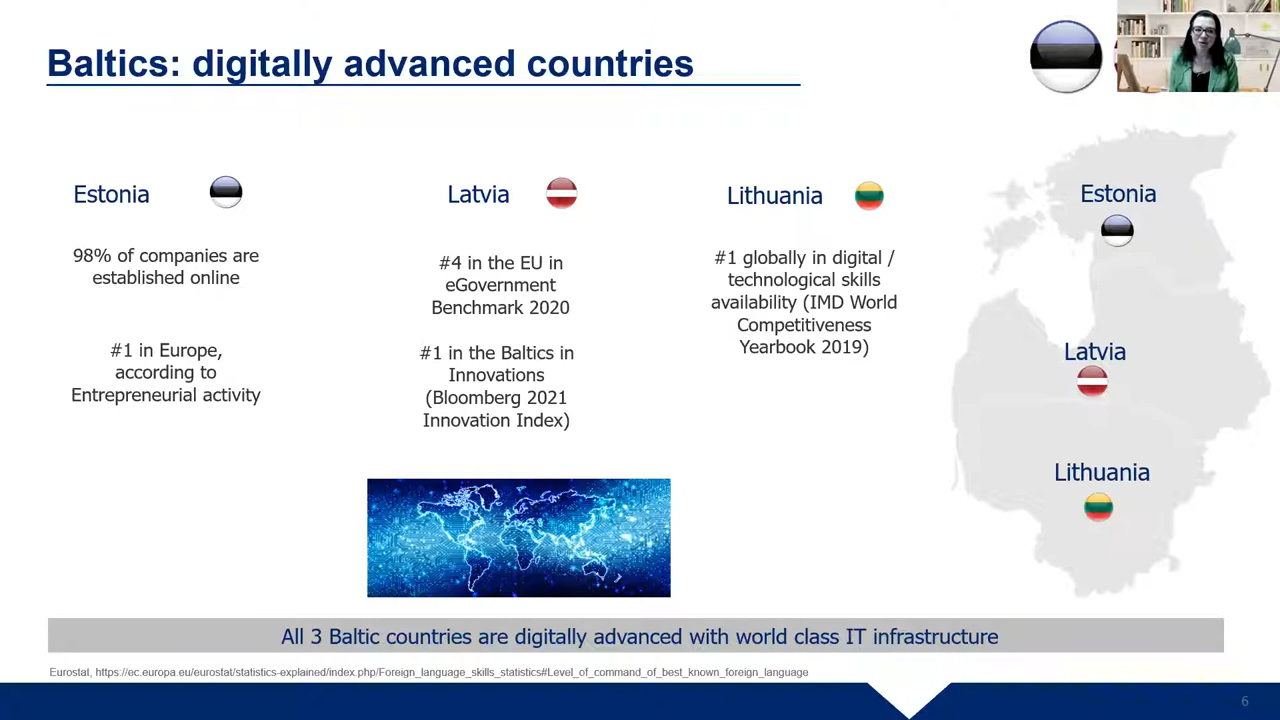 Baltics: digitally advanced countries
Estonia
98% of companies are
established online
#1 in Europe,
according to
Entrepreneurial activity
Latvia
#4 in the EU in
eGovernment
Benchmark 2020
#1 in the Baltics in
Innovations
(Bloomberg 2021
Innovation Index)
Lithuania
#1 globally in digital /
technological skills
availability (IMD World
Competitiveness
Yearbook 2019)
Estonia
Latvia
Lithuania
All 3 Baltic countries are digitally advanced with world class IT infrastructure
Eurostat, https://ec.europa.eu/eurostat/statistics-explained/index.php/Foreign_language_skills_statistics#Level_of_command_of_best_known_foreign_language
6